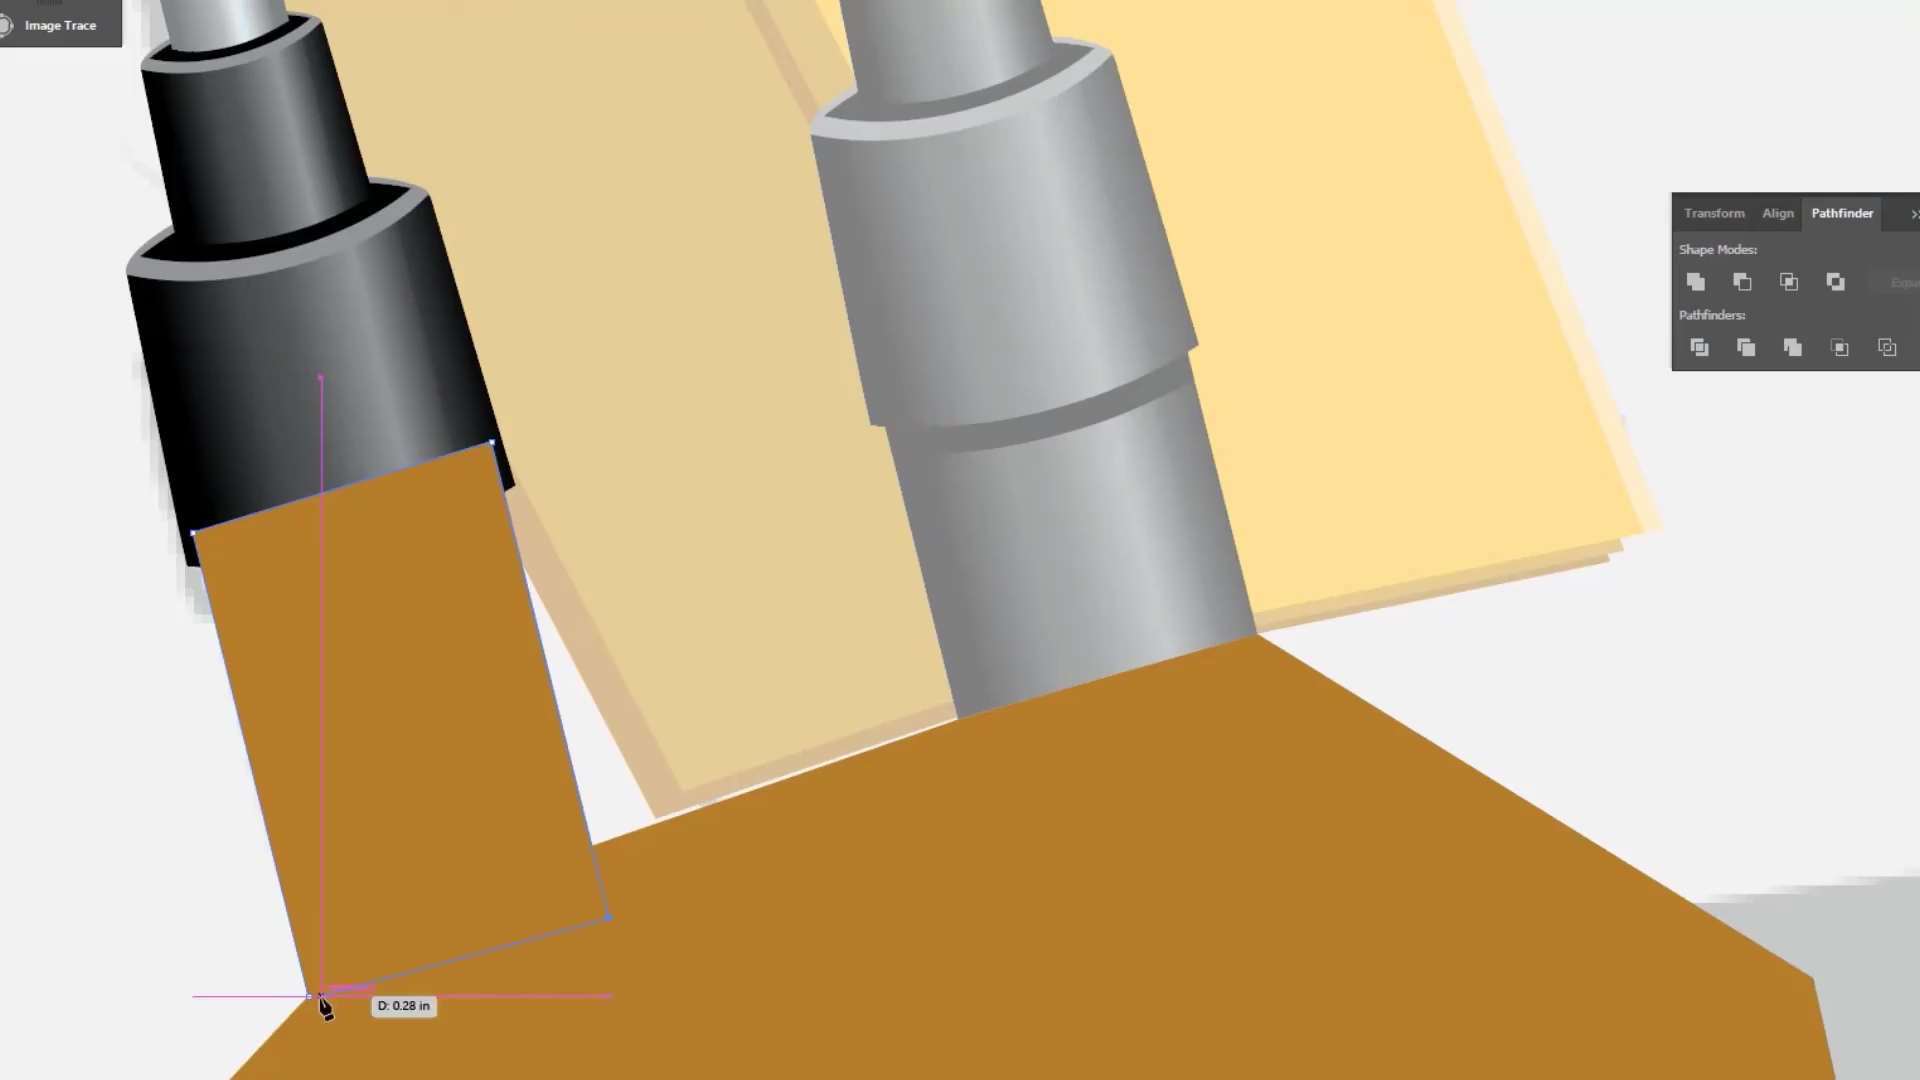 Image Trace
Transform Align Pathfinder
Shape Modes:
Pathfinders:
D: 0.28 in